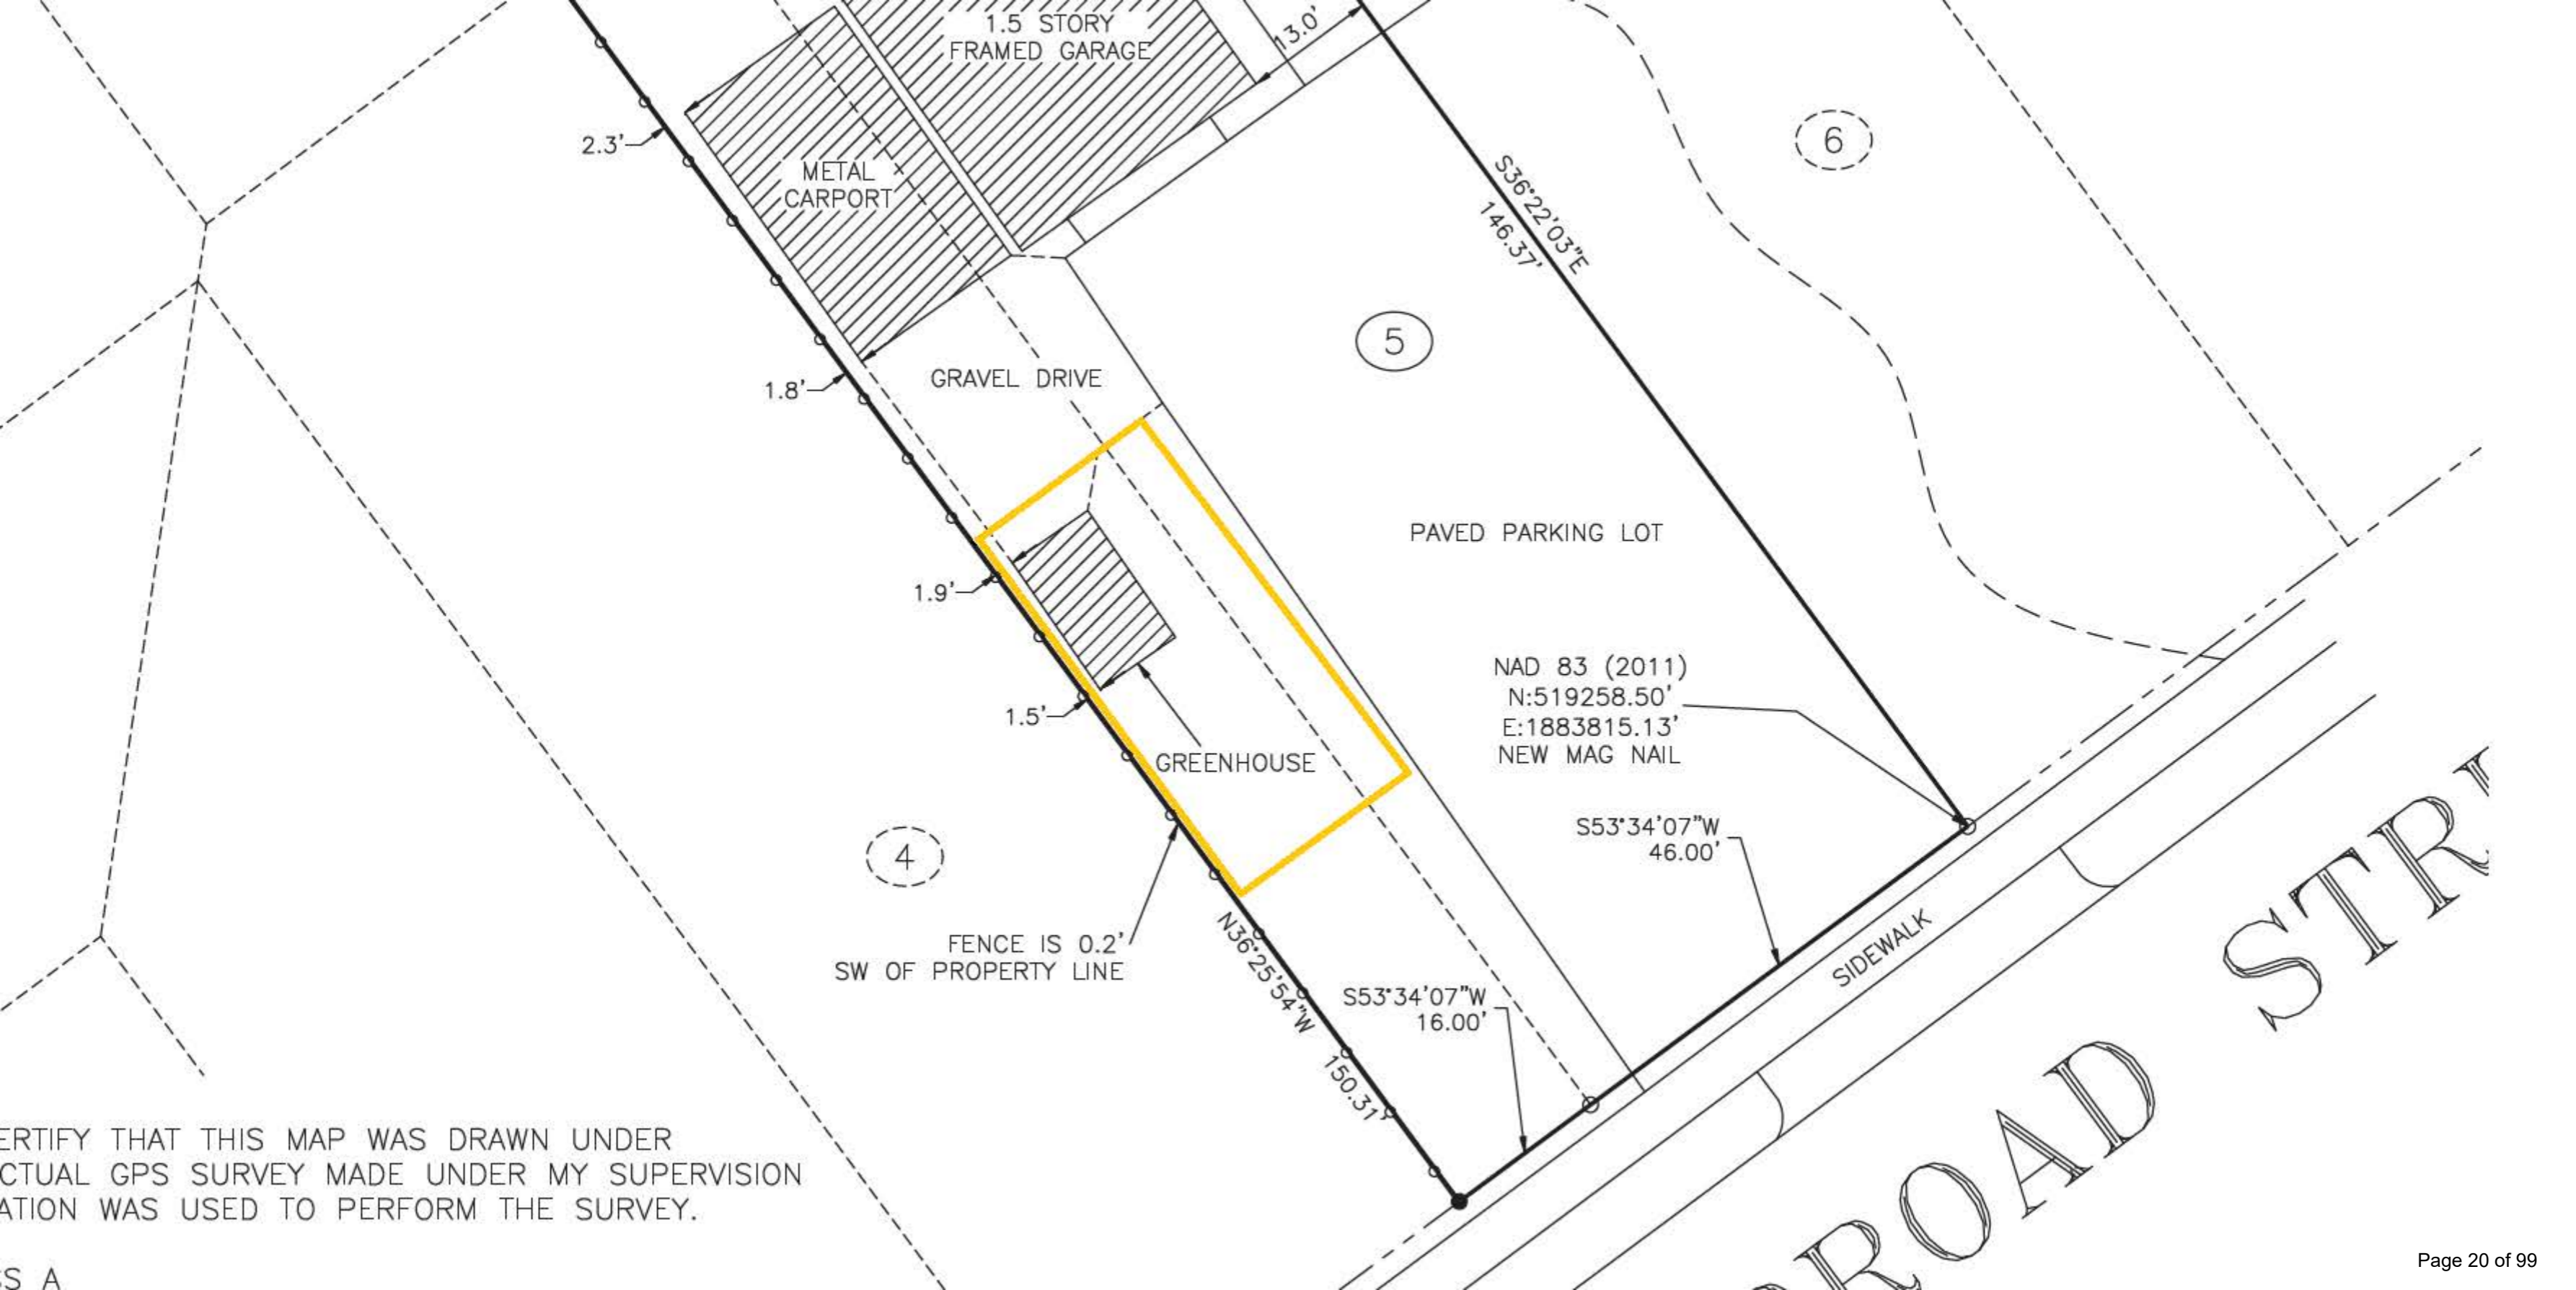 1.5 STORY
FRAMED GARAGE
13.0'
2.3'
METAL
CARPORT
6
S36°22'03"E
146.37'
5
1.8'
GRAVEL DRIVE
PAVED PARKING LOT
1.9'
1.5'
GREENHOUSE
NAD 83 (2011)
N:519258.50'
E:1883815.13'
NEW MAG NAIL
S53°34'07"W
46.00'
4
FENCE IS 0.2'
SW OF PROPERTY LINE
N36°25'54"W 150.31'
S53°34'07"W
16.00'
SIDEWALK
ROAD STR
ERTIFY THAT THIS MAP WAS DRAWN UNDER
CTUAL GPS SURVEY MADE UNDER MY SUPERVISION
ATION WAS USED TO PERFORM THE SURVEY.
SS A
Page 20 of 99